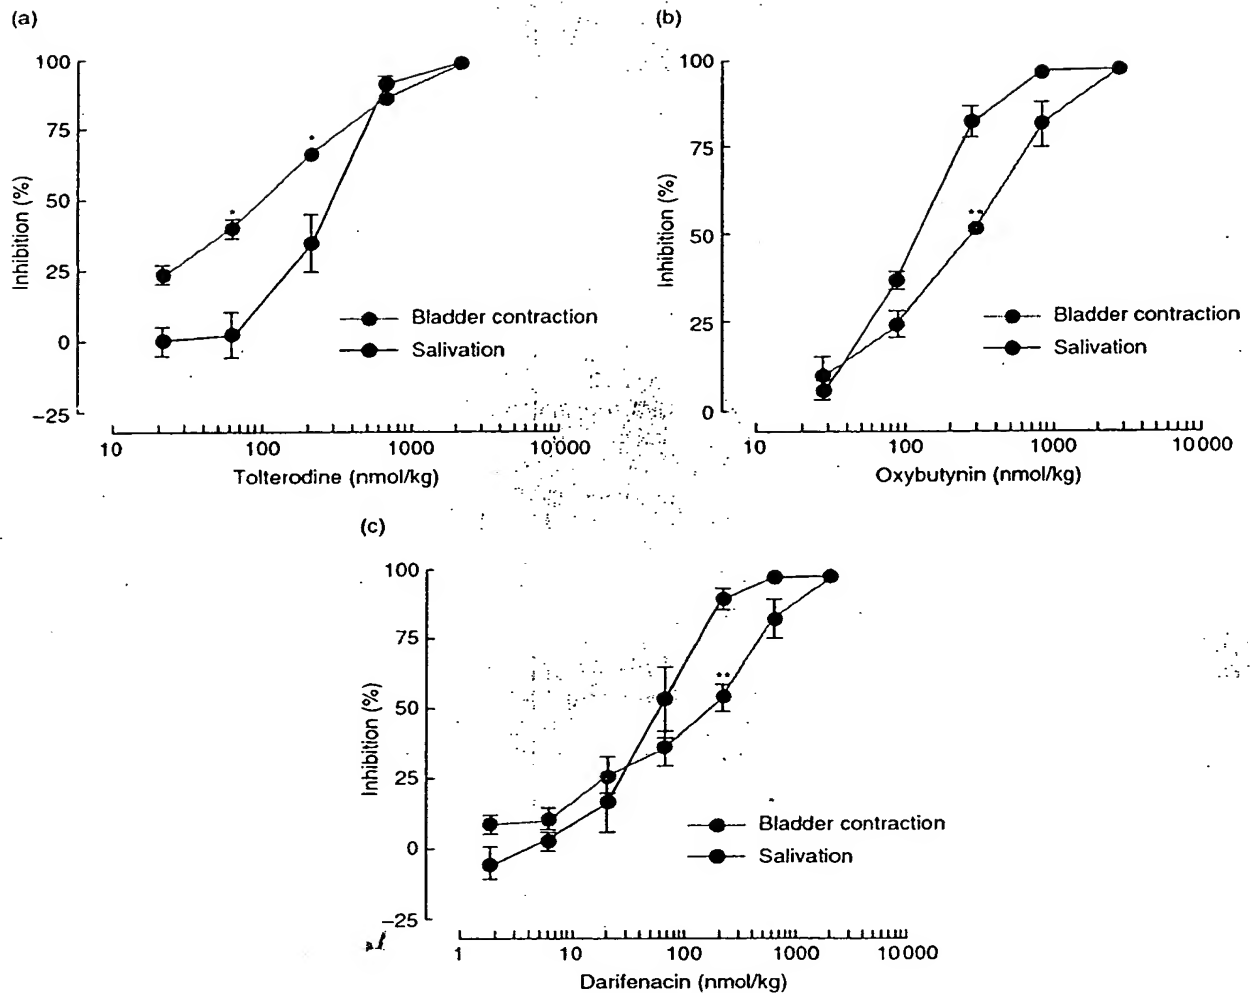 (a)
100
75
50
25
0
−25
Inhibition (%)
*
*
Bladder contraction
Salivation
10 100 1000 10000
Tolterodine (nmol/kg)
(b)
100
75
50
25
0
Inhibition (%)
**
Bladder contraction
Salivation
10 100 1000 10000
Oxybutynin (nmol/kg)
(c)
100
75
50
25
0
−25
Inhibition (%)
**
Bladder contraction
Salivation
1 10 100 1000 10000
Darifenacin (nmol/kg)